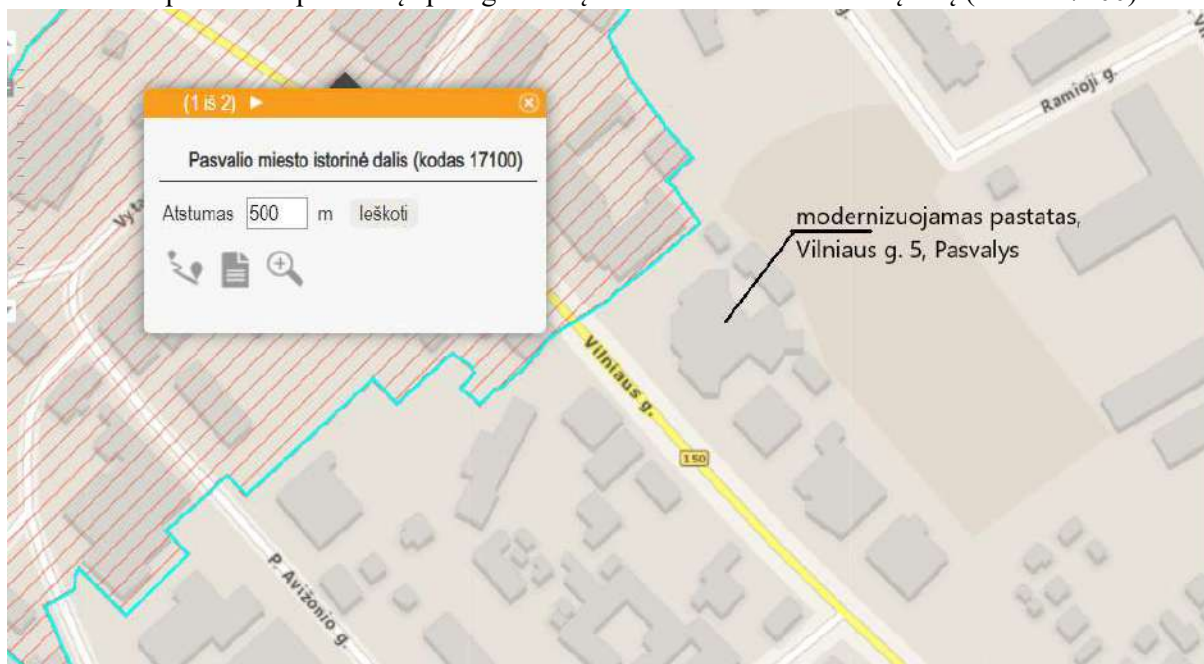 (1 iš 2)
Ramioji g.
Pasvalio miesto istorinė dalis (kodas 17100)
Atstumas 500 m Ieškoti
modernizuojamas pastatas,
Vilniaus g. 5, Pasvalys
Vilniaus g.
150
P. Avižonio g.